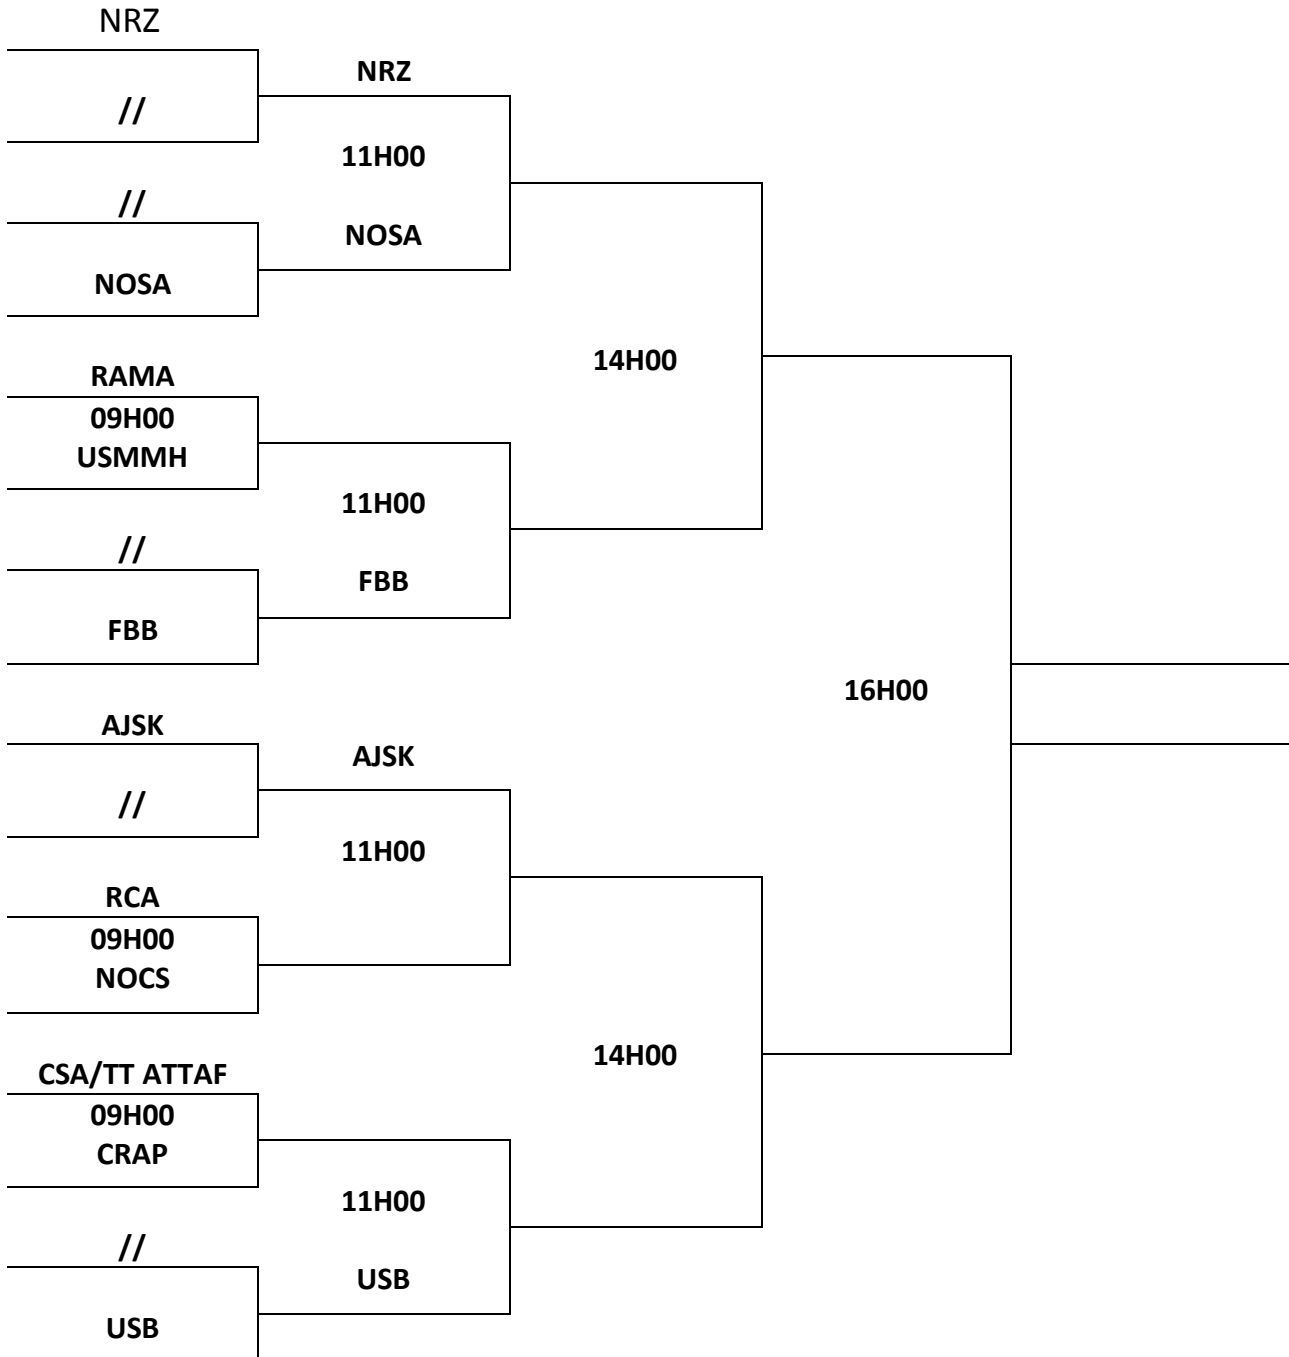 NRZ
NRZ
//
11H00
//
NOSA
NOSA
14H00
RAMA
09H00
USMMH
11H00
//
FBB
FBB
16H00
AJSK
AJSK
//
11H00
RCA
09H00
NOCS
14H00
CSA/TT ATTAF
09H00
CRAP
11H00
//
USB
USB